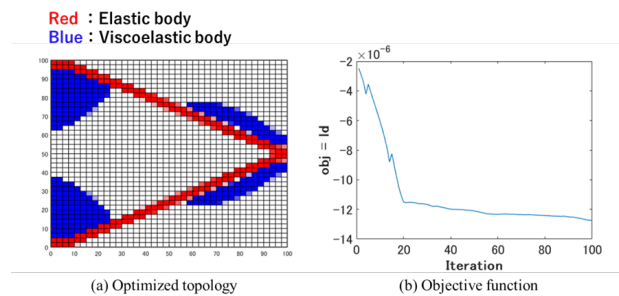 Red ：Elastic body
Blue：Viscoelastic body
100
90
80
70
60
50
40
30
20
10
0
0 10 20 30 40 50 60 70 80 90 100
×10⁻⁶
-2
-4
-6
-8
-10
-12
-14
obj = ld
0 20 40 60 80 100
Iteration
(a) Optimized topology
(b) Objective function